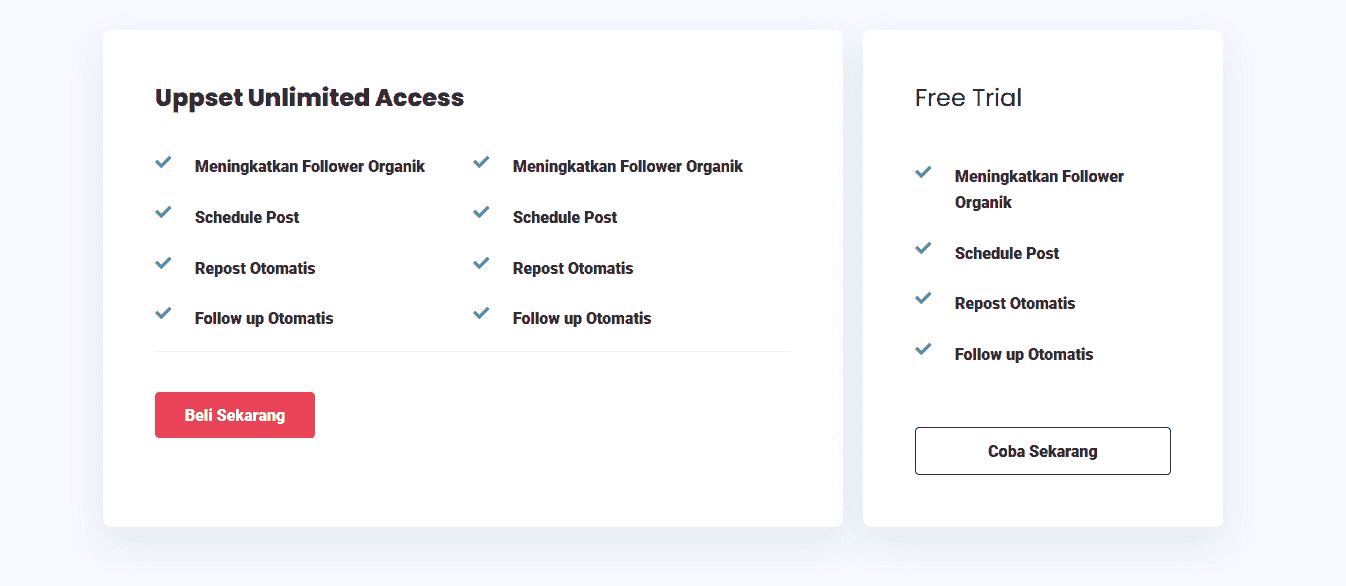 Uppset Unlimited Access
Meningkatkan Follower Organik
Schedule Post
Repost Otomatis
Follow up Otomatis
Meningkatkan Follower Organik
Schedule Post
Repost Otomatis
Follow up Otomatis
Beli Sekarang
Free Trial
Meningkatkan Follower
Organik
Schedule Post
Repost Otomatis
Follow up Otomatis
Coba Sekarang